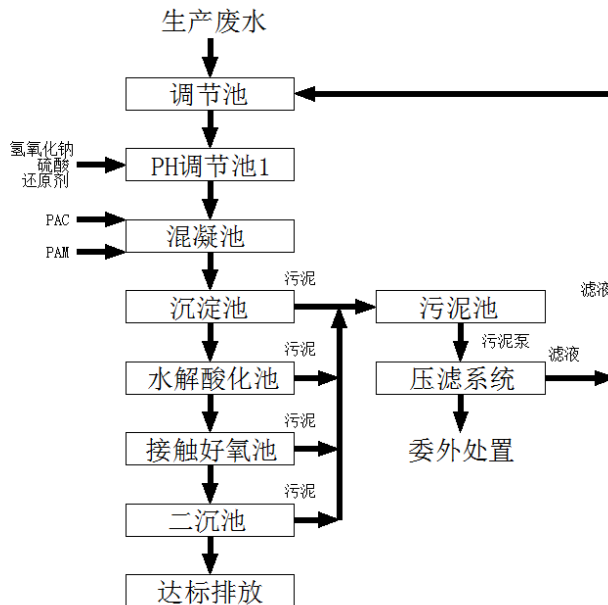 生产废水
调节池
氢氧化钠
硫酸
还原剂
PH调节池1
PAC
PAM
混凝池
污泥
沉淀池
污泥池
滤液
污泥
污泥泵
滤液
水解酸化池
压滤系统
污泥
接触好氧池
委外处置
污泥
二沉池
达标排放